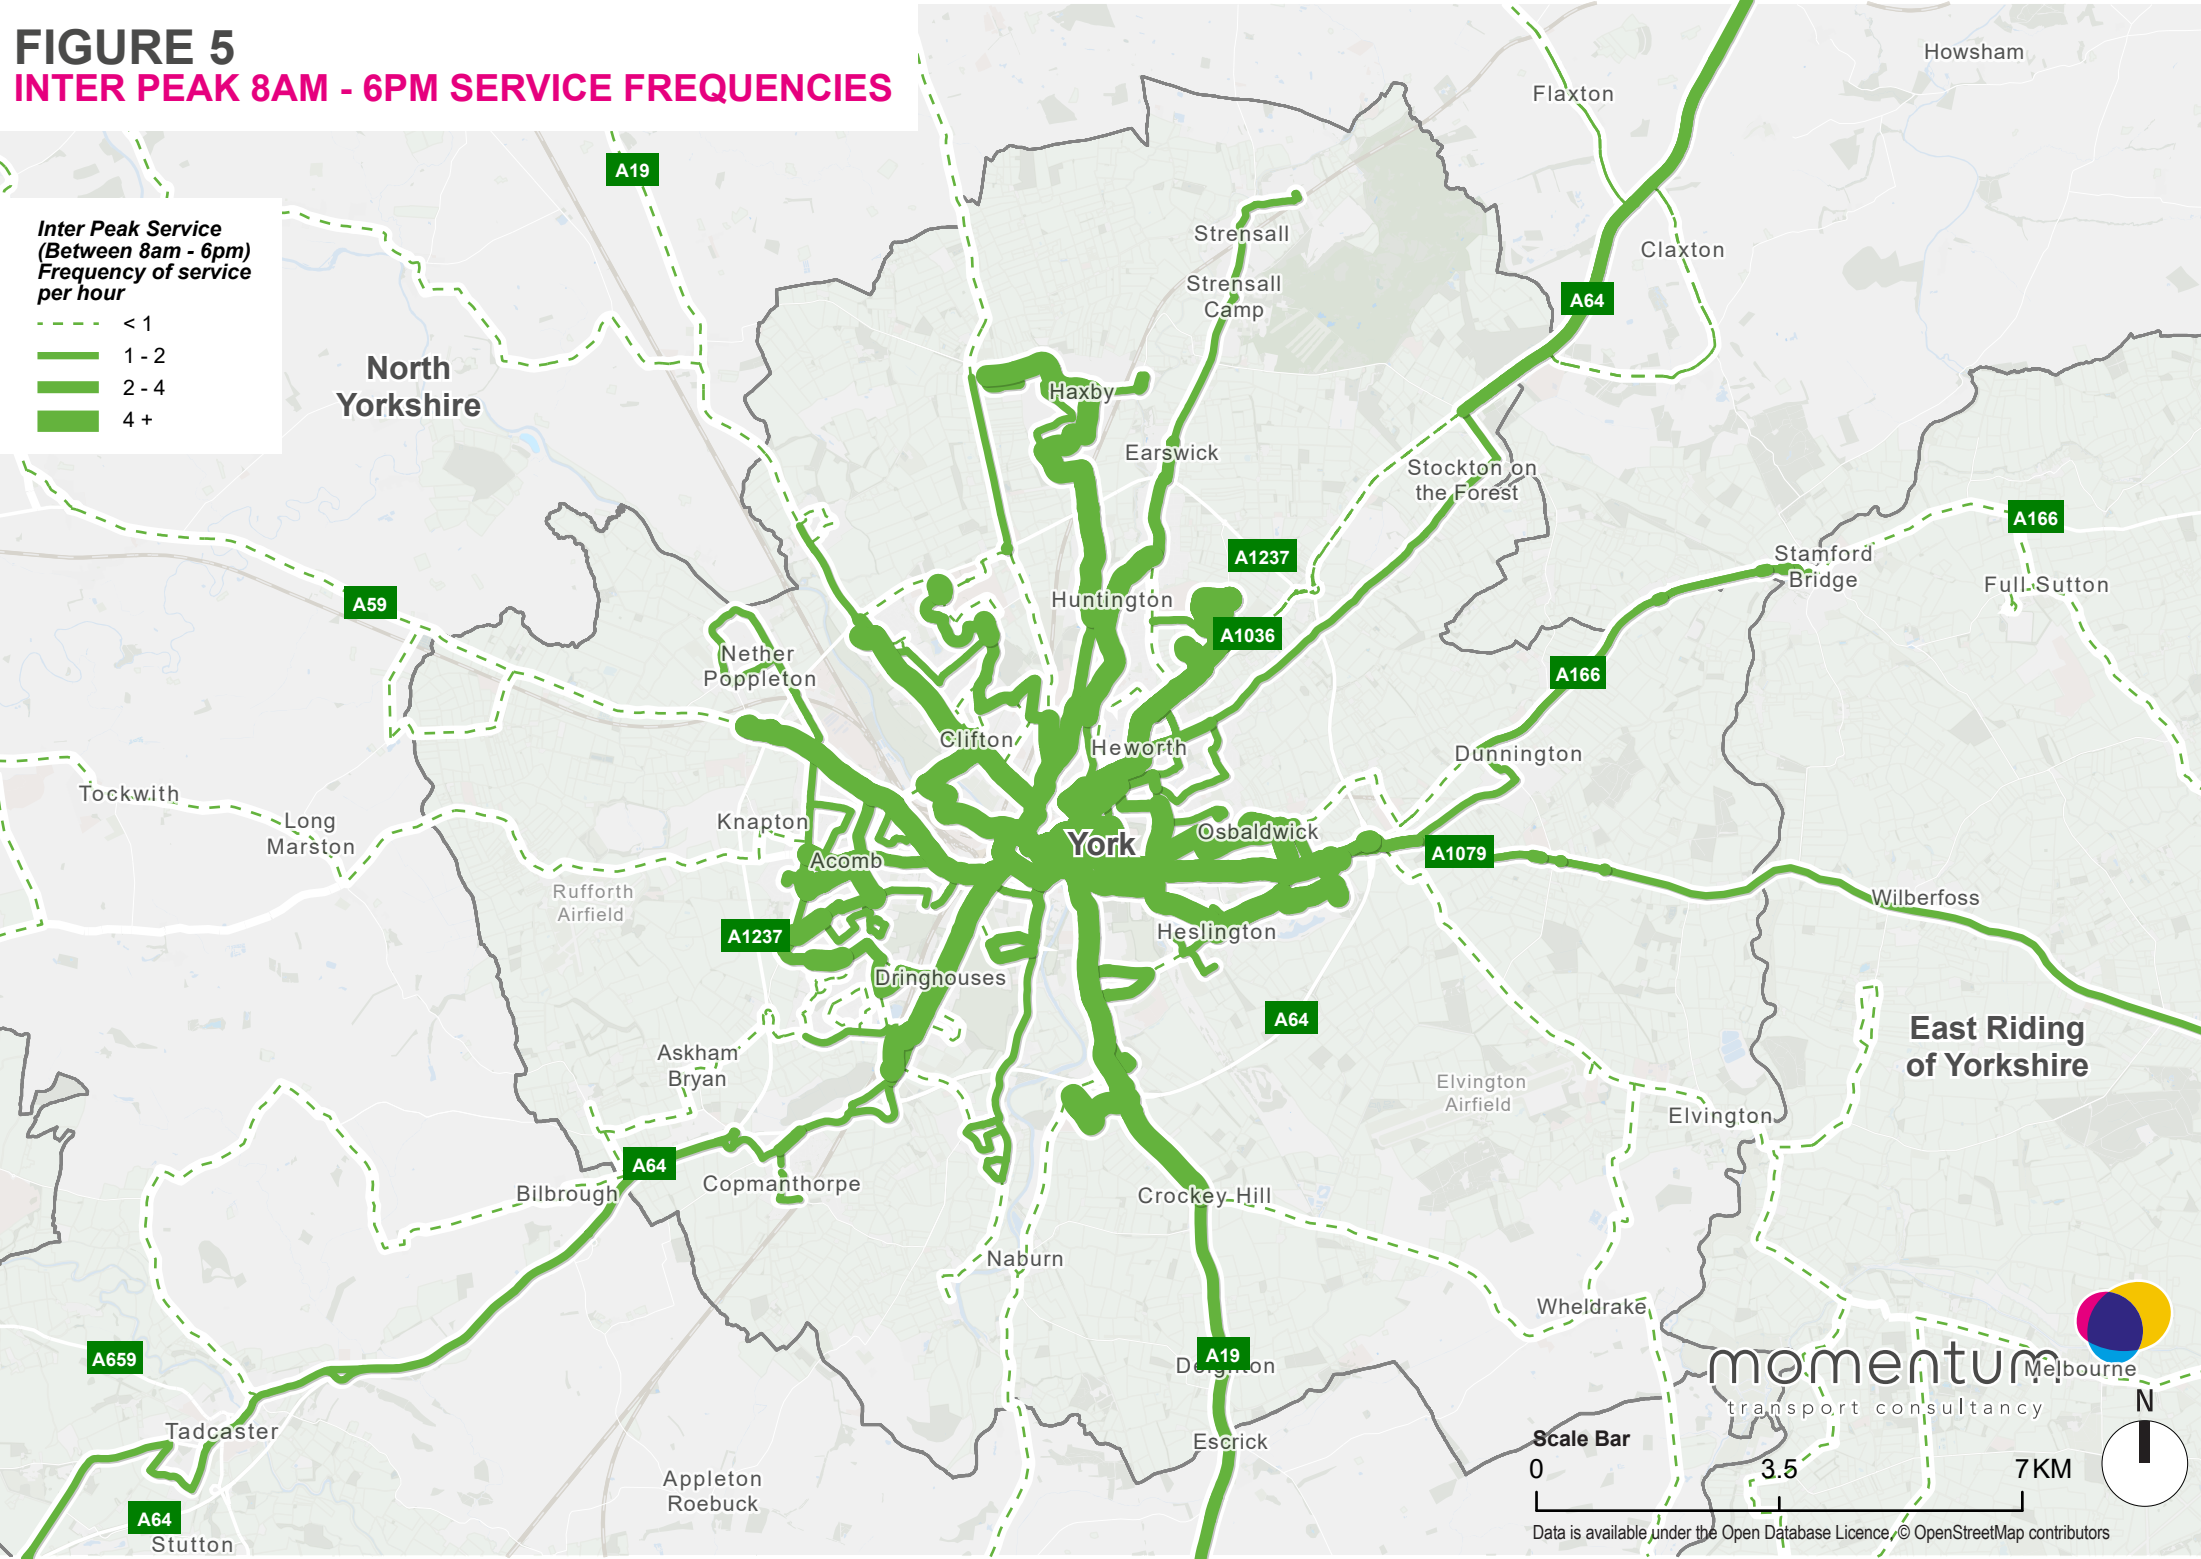 FIGURE 5
INTER PEAK 8AM - 6PM SERVICE FREQUENCIES
Inter Peak Service
(Between 8am - 6pm)
Frequency of service
per hour
< 1
1 - 2
2 - 4
4 +
Howsham
Flaxton
A19
Strensall
Claxton
Strensall
Camp
A64
North
Yorkshire
Haxby
Earswick
Stockton on
the Forest
A166
A1237
Stamford
Bridge
Full Sutton
A59
Huntington
A1036
Nether
Poppleton
A166
Clifton
Heworth
Dunnington
Tockwith
Long
Marston
Knapton
York
Osbaldwick
Acomb
A1079
Rufforth
Airfield
Wilberfoss
A1237
Heslington
Dringhouses
A64
East Riding
of Yorkshire
Askham
Bryan
Elvington
Airfield
Elvington
A64
Bilbrough
Copmanthorpe
Crockey Hill
Naburn
Wheldrake
A659
A19
Deighton
momentum
Melbourne
transport consultancy
N
Tadcaster
Escrick
Scale Bar
0
3.5
7KM
Appleton
Roebuck
A64
Stutton
Data is available under the Open Database Licence, © OpenStreetMap contributors